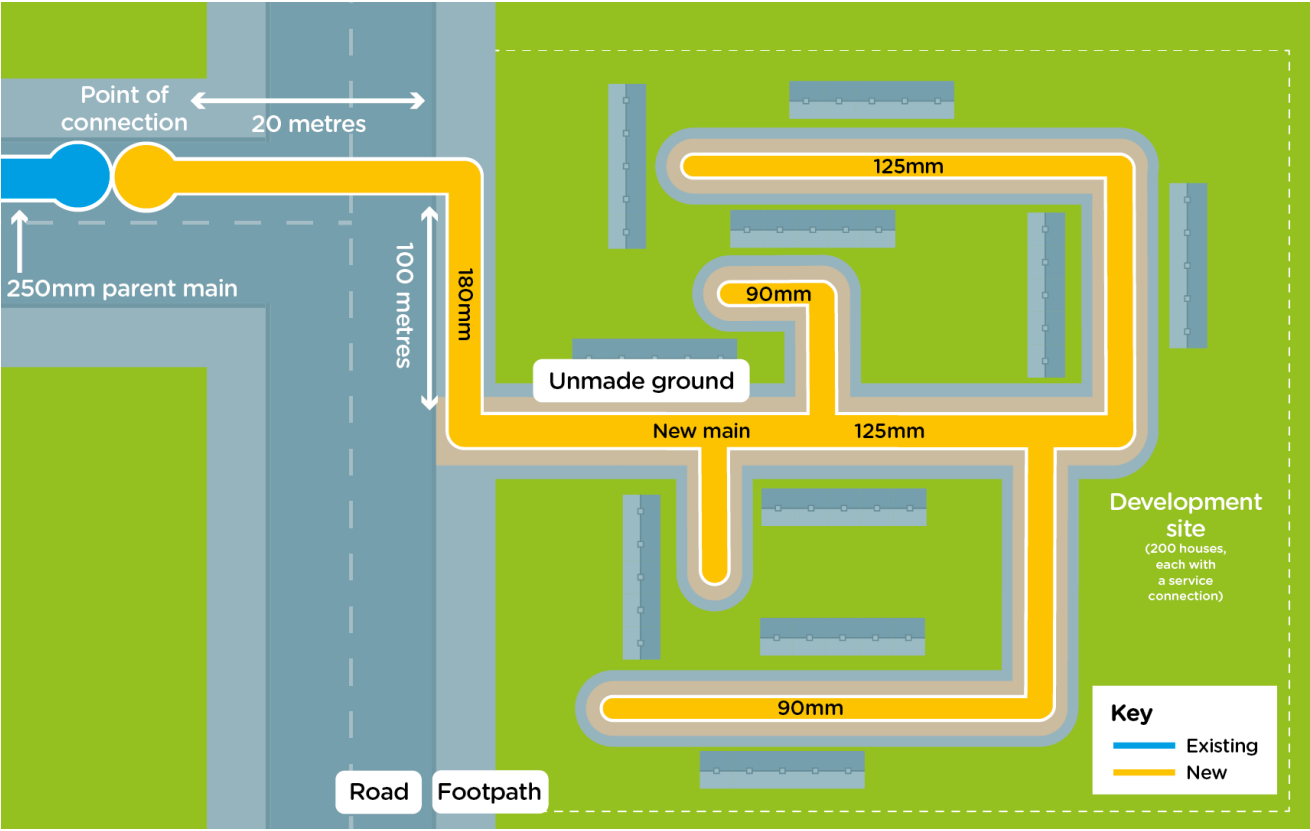 Point of
connection
20 metres
125mm
250mm parent main
100 metres
180mm
90mm
Unmade ground
New main
125mm
Development
site
(200 houses,
each with
a service
connection)
90mm
Key
Existing
New
Road
Footpath